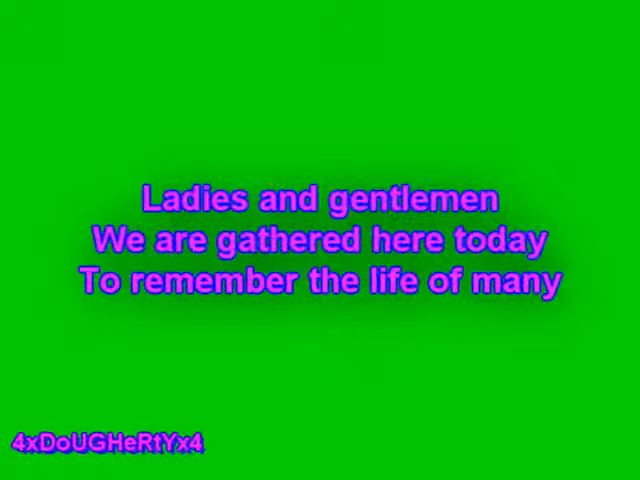 Ladies and gentlemen
We are gathered here today
To remember the life of many
4xDoUGHeRtYx4